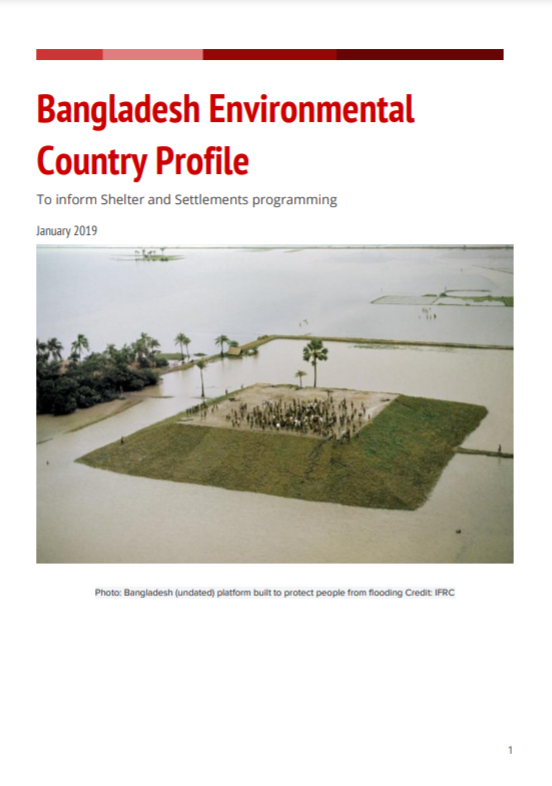 Bangladesh Environmental
Country Profile
To inform Shelter and Settlements programming
January 2019
Photo: Bangladesh (undated) platform built to protect people from flooding Credit: IFRC
1